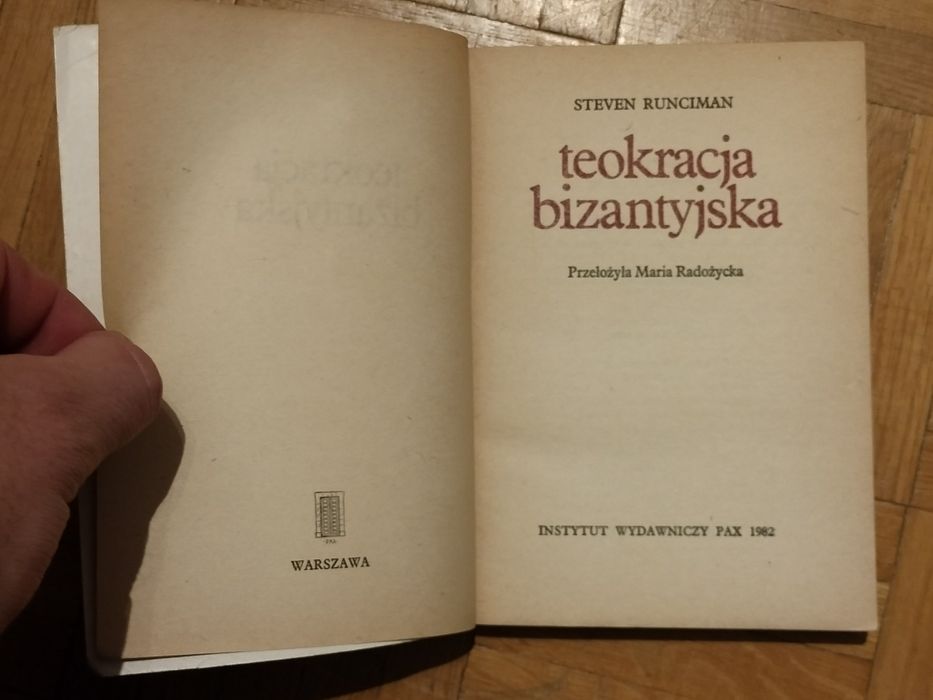 WARSZAWA
STEVEN RUNCIMAN
teokracja
bizantyjska
Przełożyła Maria Radożycka
INSTYTUT WYDAWNICZY PAX 1982